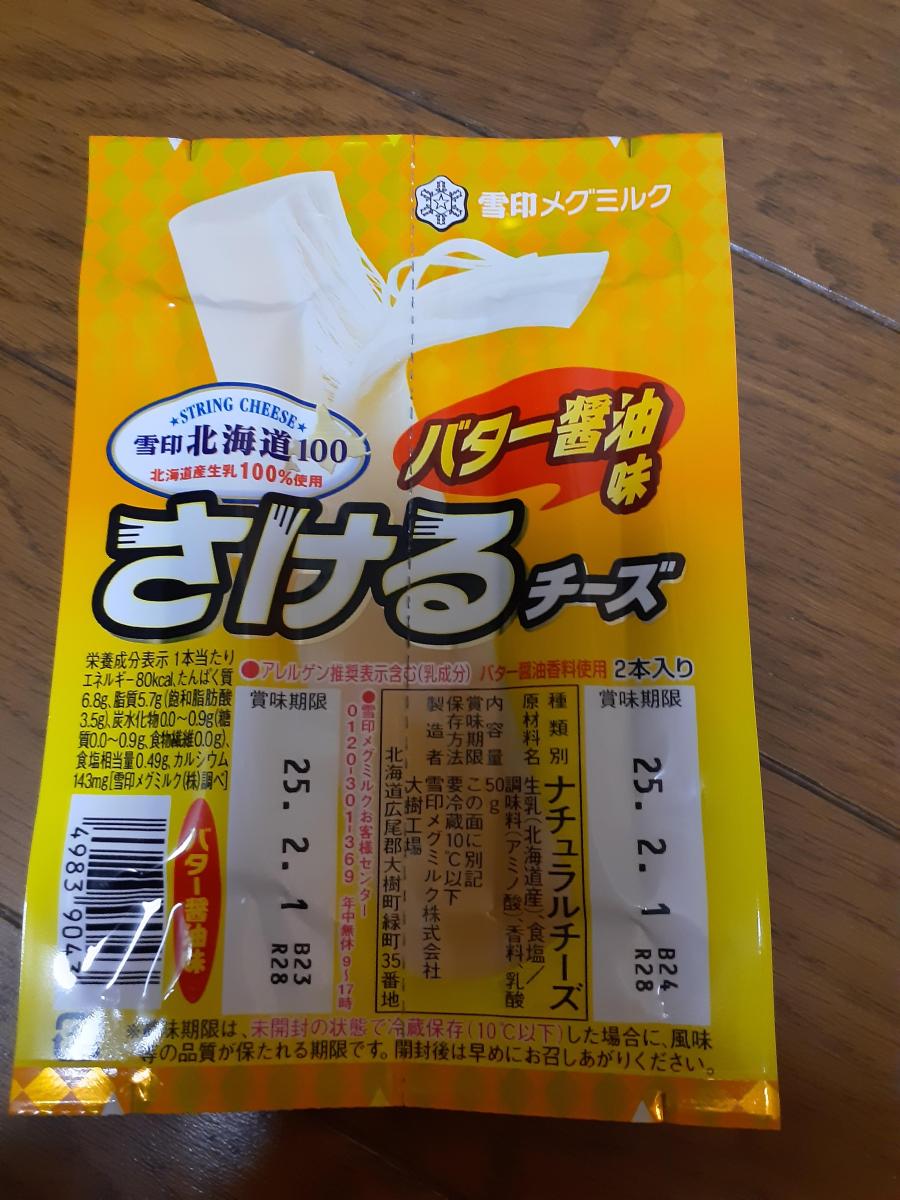 雪印メグミルク
★STRING CHEESE★
雪印北海道100
北海道産生乳100%使用
バター醤油
味
さけるチーズ
●アレルゲン推奨表示含む(乳成分) バター醤油香料使用 2本入り
栄養成分表示 1本当たり
エネルギー80kcal、たんぱく質
6.8g、脂質5.7g(飽和脂肪酸
3.5g)、炭水化物0.0〜0.9g(糖
質0.0〜0.9g、食物繊維0.0g)、
食塩相当量0.49g、カルシウム
143mg[雪印メグミルク(株)調べ]
バター醤油味
賞味期限
25. 2. 1
B23
R28
種類別 ナチュラルチーズ
原材料名 生乳(北海道産)、食塩/
調味料(アミノ酸)、香料、乳酸
内容量 50g
賞味期限 この面に別記
保存方法 要冷蔵10℃以下
製造者 雪印メグミルク株式会社
大樹工場
北海道広尾郡大樹町緑町35番地
●雪印メグミルクお客様センター
0120-301-369 年中無休 9〜17時
賞味期限
25. 2. 1
B24
R28
味期限は、未開封の状態で冷蔵保存(10℃以下)した場合に、風味
等の品質が保たれる期限です。開封後は早めにお召しあがりください。